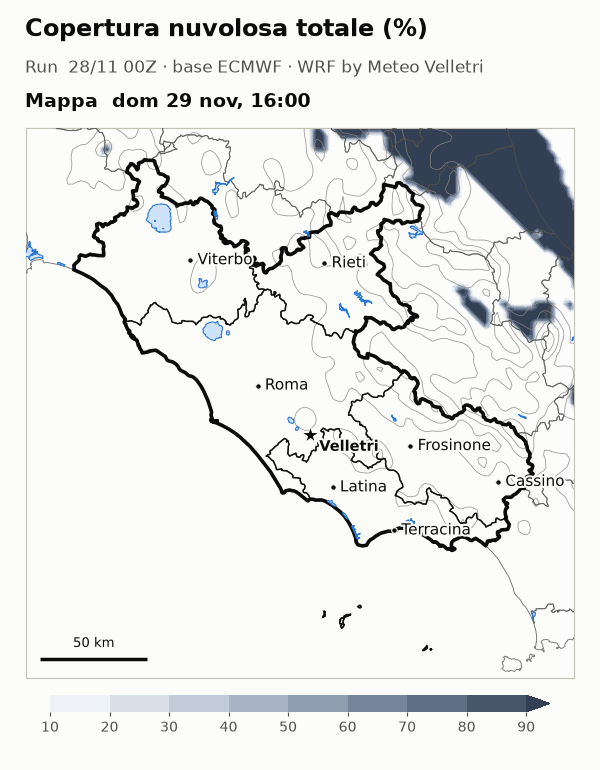 Copertura nuvolosa totale (%)
Run 28/11 00Z · base ECMWF · WRF by Meteo Velletri
Mappa dom 29 nov, 16:00
Viterbo
Rieti
Roma
Velletri
Frosinone
Latina
Cassino
Terracina
50 km
10 20 30 40 50 60 70 80 90